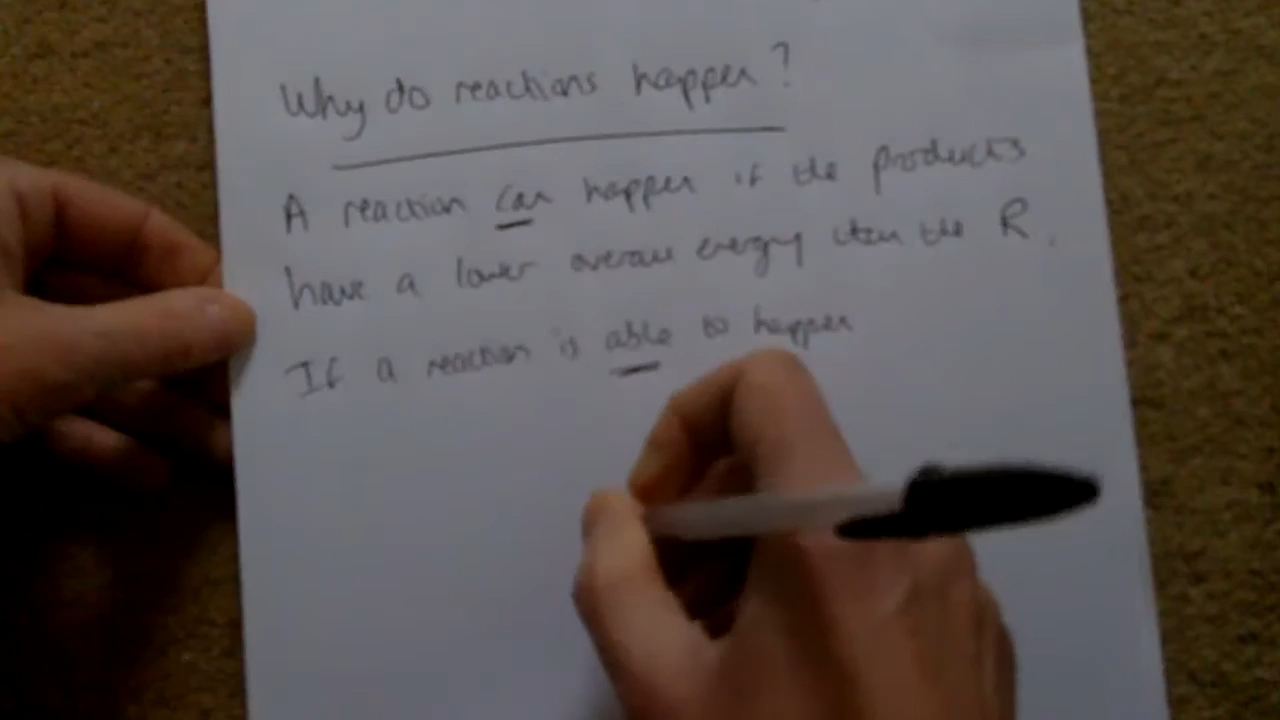 Why do reactions happen?
A reaction can happen if the products
have a lower overall energy than the R.
If a reaction is able to happen